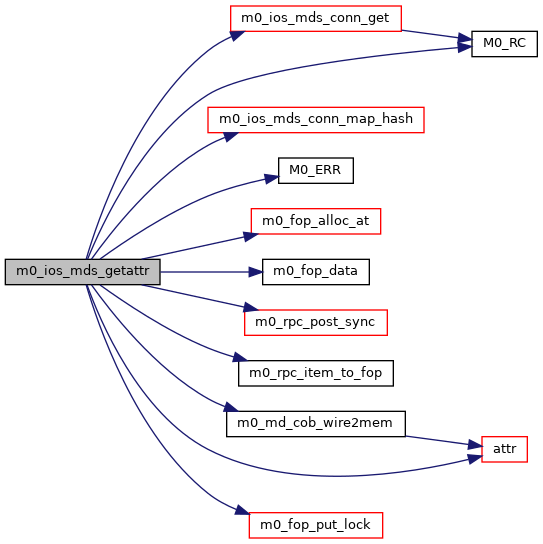 m0_ios_mds_conn_get
M0_RC
m0_ios_mds_conn_map_hash
M0_ERR
m0_fop_alloc_at
m0_ios_mds_getattr
m0_fop_data
m0_rpc_post_sync
m0_rpc_item_to_fop
m0_md_cob_wire2mem
attr
m0_fop_put_lock